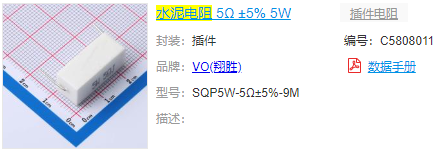 水泥电阻 5Ω ±5% 5W
插件电阻
封装： 插件
编号： C5808011
品牌： VO(翔胜)
数据手册
型号： SQP5W-5Ω±5%-9M
描述：